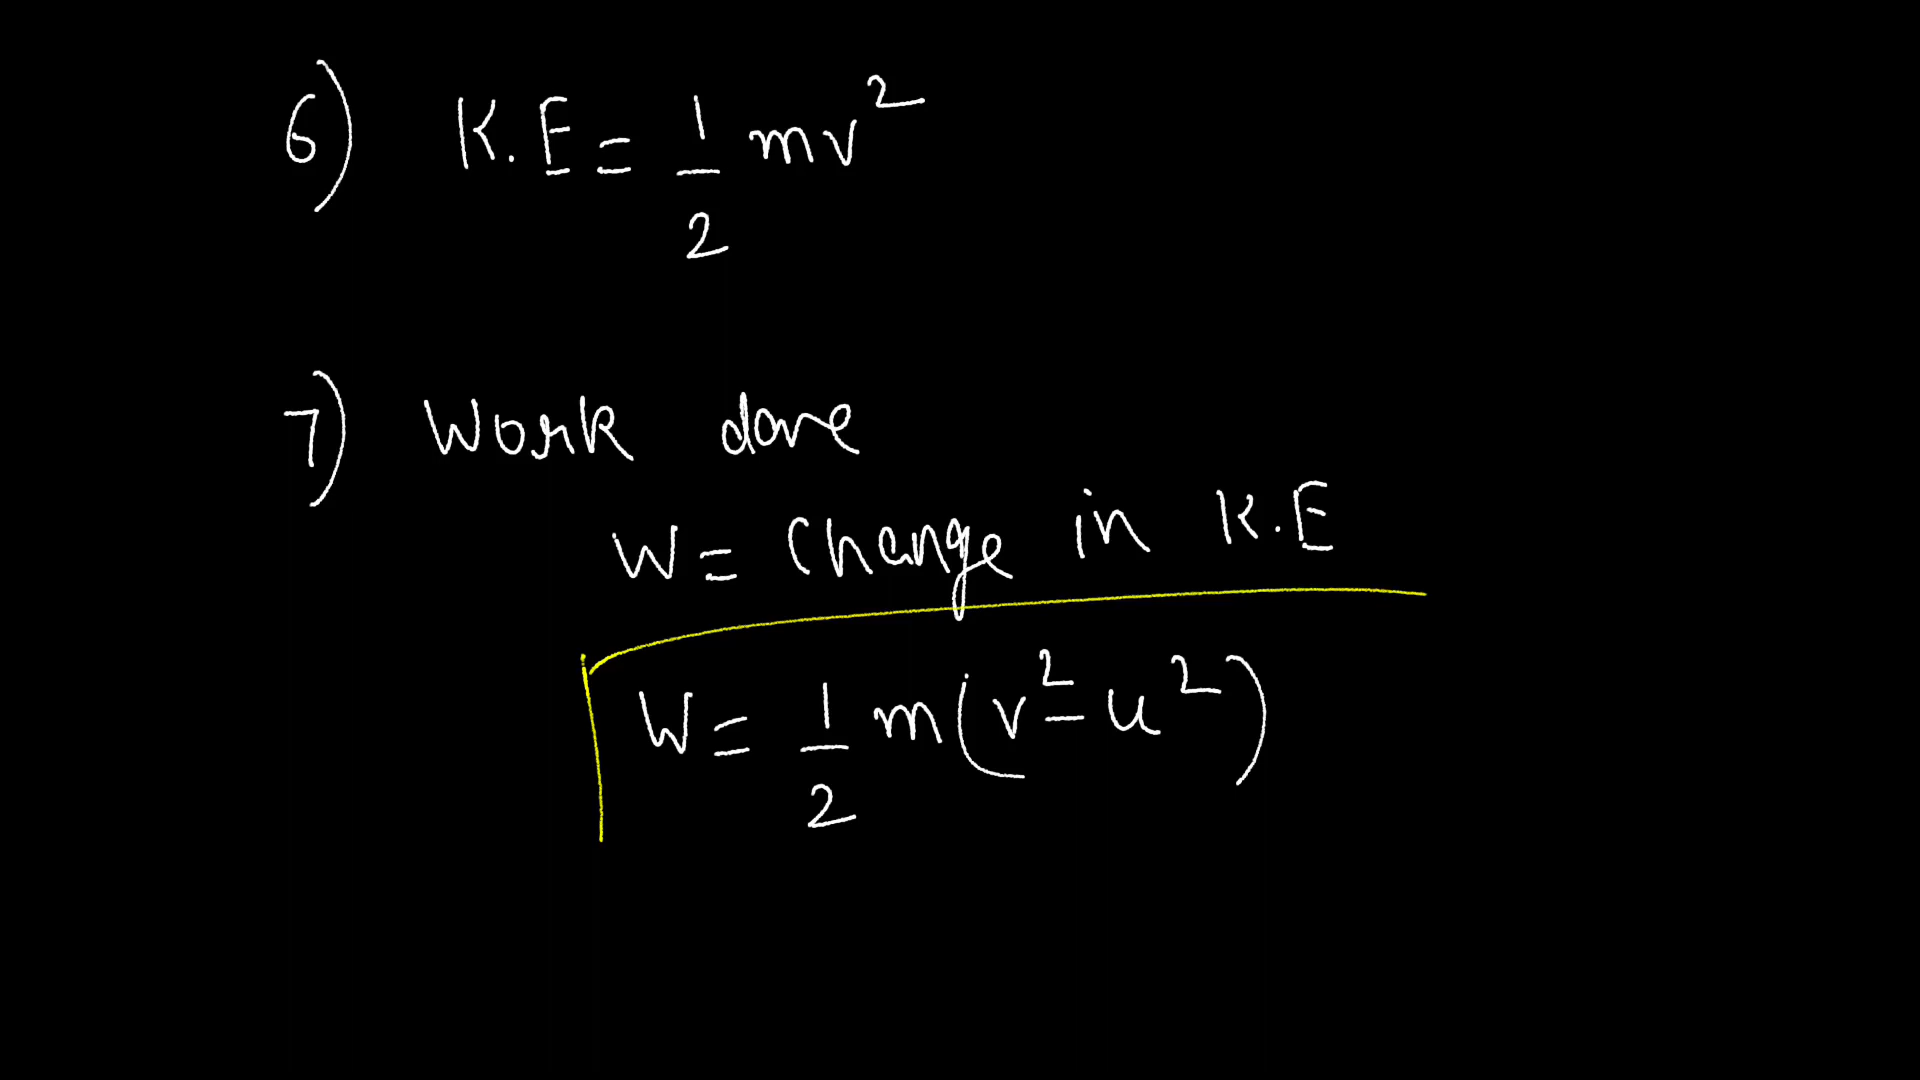 6) K.E = 1/2 mv²
7) Work done
W = Change in K.E
W = 1/2 m(v² - u²)